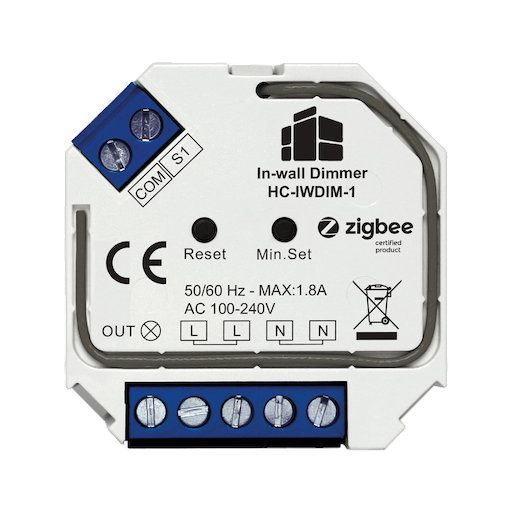 COM S1
In-wall Dimmer
HC-IWDIM-1
Reset
Min.Set
zigbee
certified
product
CE
50/60 Hz - MAX:1.8A
AC 100-240V
OUT L L N N